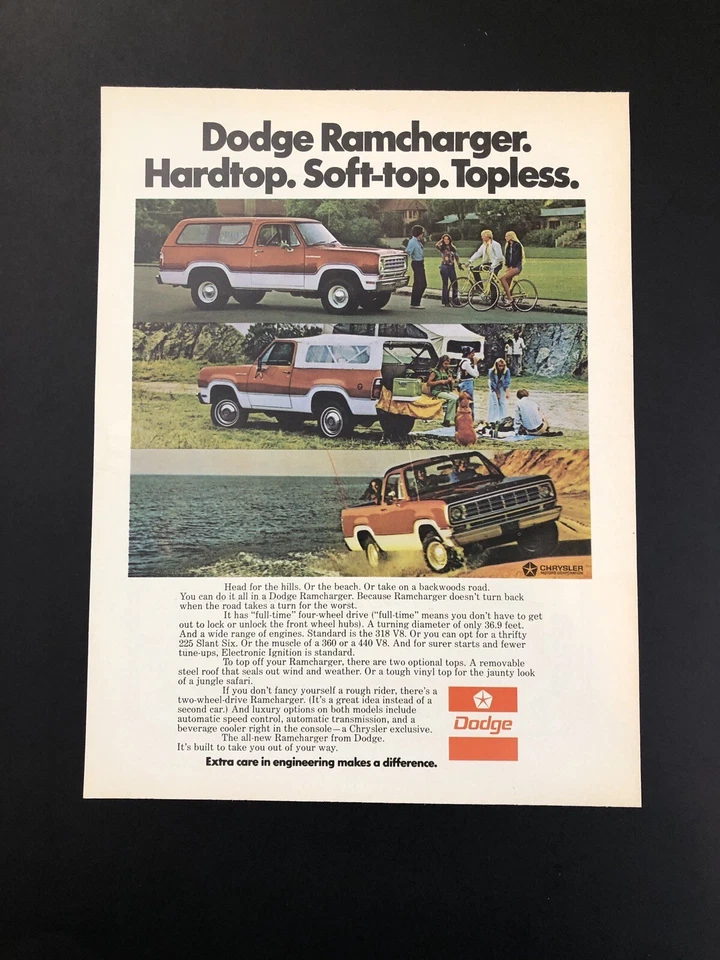 Dodge Ramcharger.
Hardtop. Soft-top. Topless.
CHRYSLER
MOTORS CORPORATION
Head for the hills. Or the beach. Or take on a backwoods road.
You can do it all in a Dodge Ramcharger. Because Ramcharger doesn't turn back
when the road takes a turn for the worst.
It has "full-time" four-wheel drive ("full-time" means you don't have to get
out to lock or unlock the front wheel hubs). A turning diameter of only 36.9 feet.
And a wide range of engines. Standard is the 318 V8. Or you can opt for a thrifty
225 Slant Six. Or the muscle of a 360 or a 440 V8. And for surer starts and fewer
tune-ups, Electronic Ignition is standard.
To top off your Ramcharger, there are two optional tops. A removable
steel roof that seals out wind and weather. Or a tough vinyl top for the jaunty look
of a jungle safari.
If you don't fancy yourself a rough rider, there's a
two-wheel-drive Ramcharger. (It's a great idea instead of a
second car.) And luxury options on both models include
automatic speed control, automatic transmission, and a
beverage cooler right in the console—a Chrysler exclusive.
The all-new Ramcharger from Dodge.
It's built to take you out of your way.
Extra care in engineering makes a difference.
Dodge